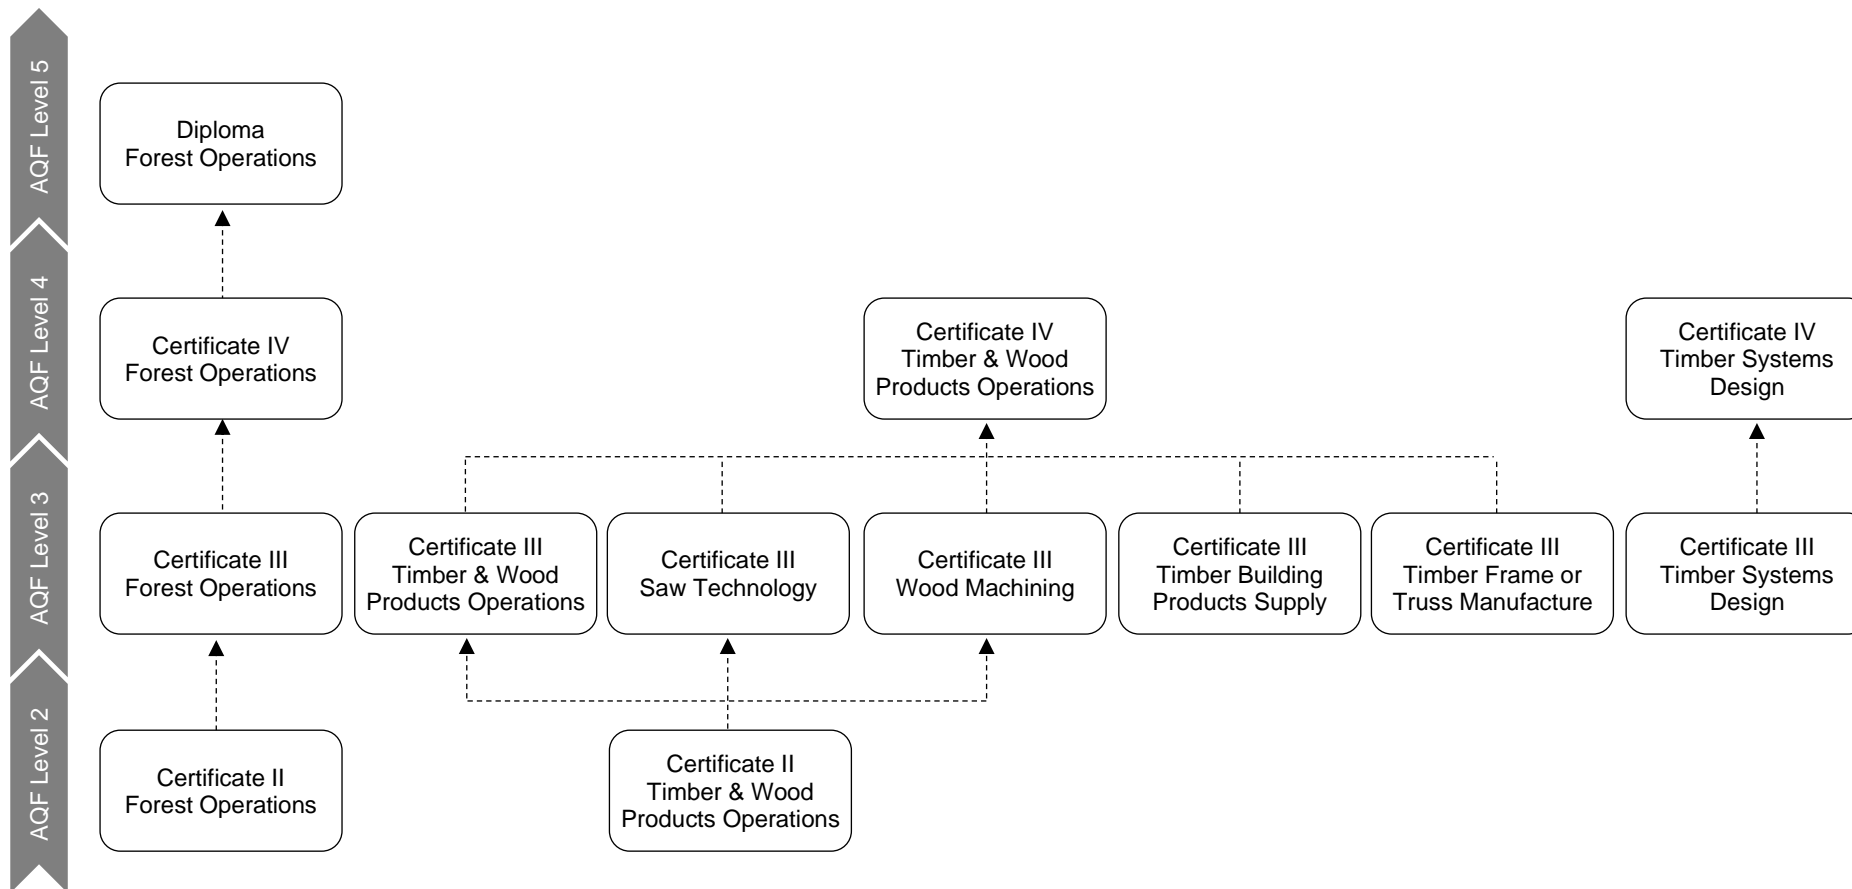 AQF Level 5
Diploma
Forest Operations
AQF Level 4
Certificate IV
Forest Operations
Certificate IV
Timber & Wood
Products Operations
Certificate IV
Timber Systems
Design
AQF Level 3
Certificate III
Forest Operations
Certificate III
Timber & Wood
Products Operations
Certificate III
Saw Technology
Certificate III
Wood Machining
Certificate III
Timber Building
Products Supply
Certificate III
Timber Frame or
Truss Manufacture
Certificate III
Timber Systems
Design
AQF Level 2
Certificate II
Forest Operations
Certificate II
Timber & Wood
Products Operations